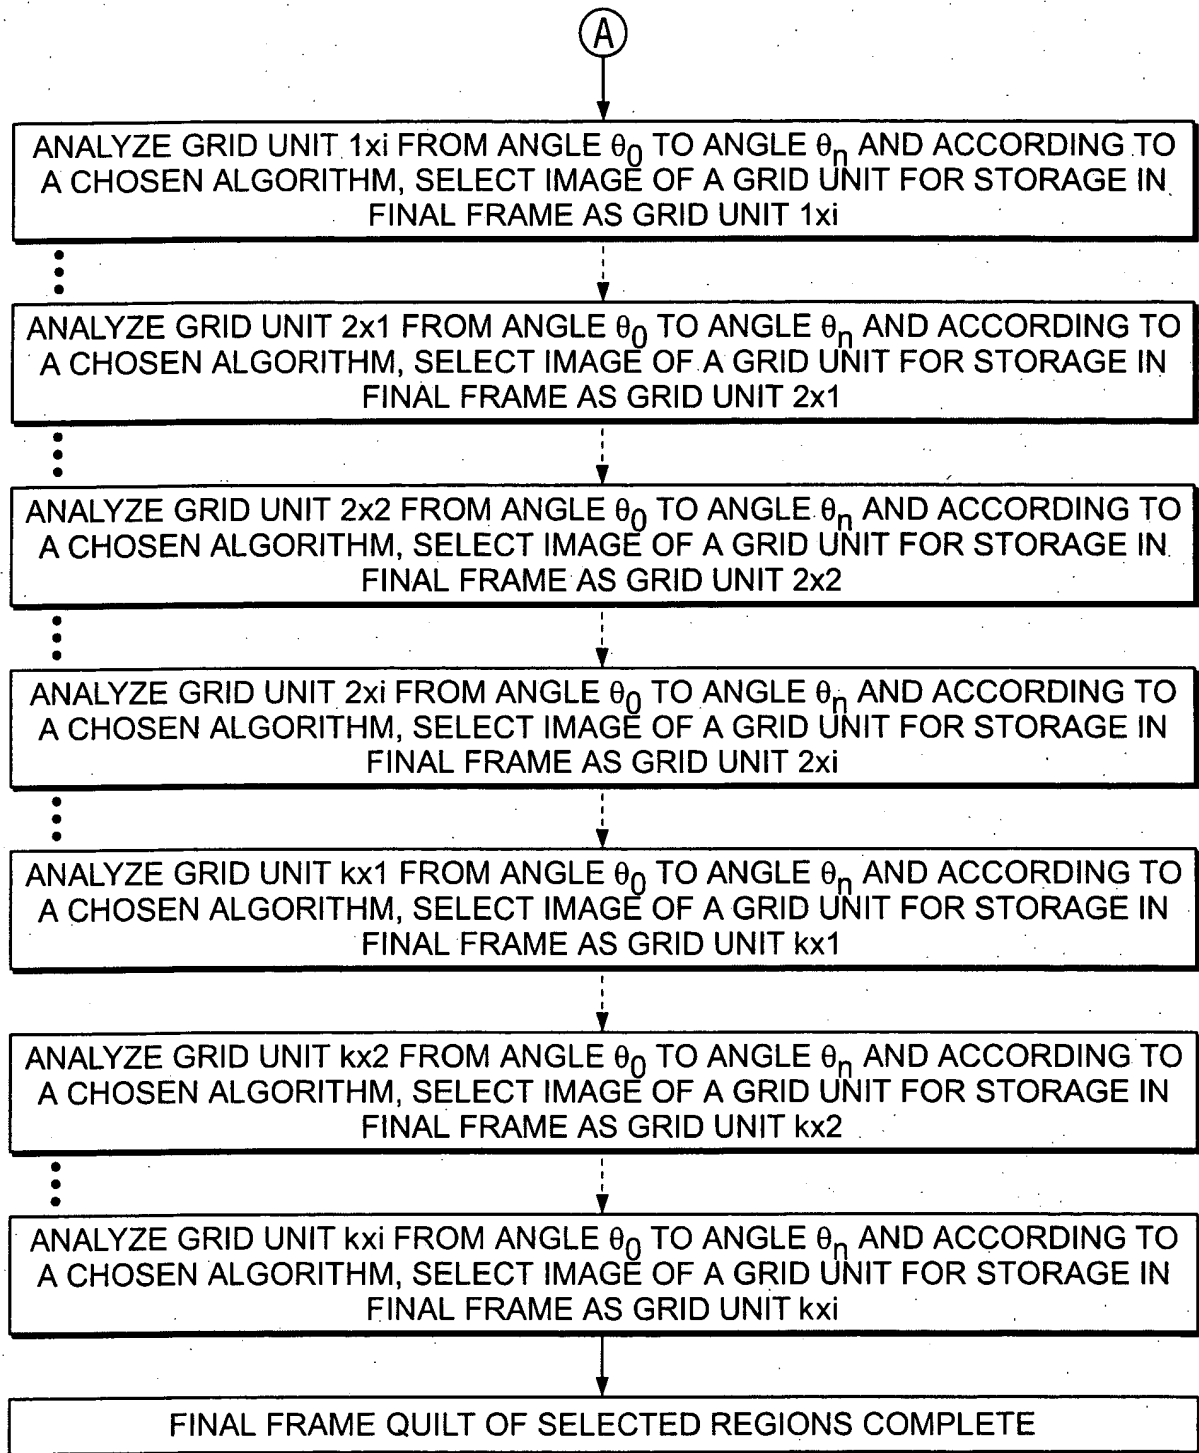 A
ANALYZE GRID UNIT 1xi FROM ANGLE θ0 TO ANGLE θn AND ACCORDING TO
A CHOSEN ALGORITHM, SELECT IMAGE OF A GRID UNIT FOR STORAGE IN
FINAL FRAME AS GRID UNIT 1xi
ANALYZE GRID UNIT 2x1 FROM ANGLE θ0 TO ANGLE θn AND ACCORDING TO
A CHOSEN ALGORITHM, SELECT IMAGE OF A GRID UNIT FOR STORAGE IN
FINAL FRAME AS GRID UNIT 2x1
ANALYZE GRID UNIT 2x2 FROM ANGLE θ0 TO ANGLE θn AND ACCORDING TO
A CHOSEN ALGORITHM, SELECT IMAGE OF A GRID UNIT FOR STORAGE IN
FINAL FRAME AS GRID UNIT 2x2
ANALYZE GRID UNIT 2xi FROM ANGLE θ0 TO ANGLE θn AND ACCORDING TO
A CHOSEN ALGORITHM, SELECT IMAGE OF A GRID UNIT FOR STORAGE IN
FINAL FRAME AS GRID UNIT 2xi
ANALYZE GRID UNIT kx1 FROM ANGLE θ0 TO ANGLE θn AND ACCORDING TO
A CHOSEN ALGORITHM, SELECT IMAGE OF A GRID UNIT FOR STORAGE IN
FINAL FRAME AS GRID UNIT kx1
ANALYZE GRID UNIT kx2 FROM ANGLE θ0 TO ANGLE θn AND ACCORDING TO
A CHOSEN ALGORITHM, SELECT IMAGE OF A GRID UNIT FOR STORAGE IN
FINAL FRAME AS GRID UNIT kx2
ANALYZE GRID UNIT kxi FROM ANGLE θ0 TO ANGLE θn AND ACCORDING TO
A CHOSEN ALGORITHM, SELECT IMAGE OF A GRID UNIT FOR STORAGE IN
FINAL FRAME AS GRID UNIT kxi
FINAL FRAME QUILT OF SELECTED REGIONS COMPLETE